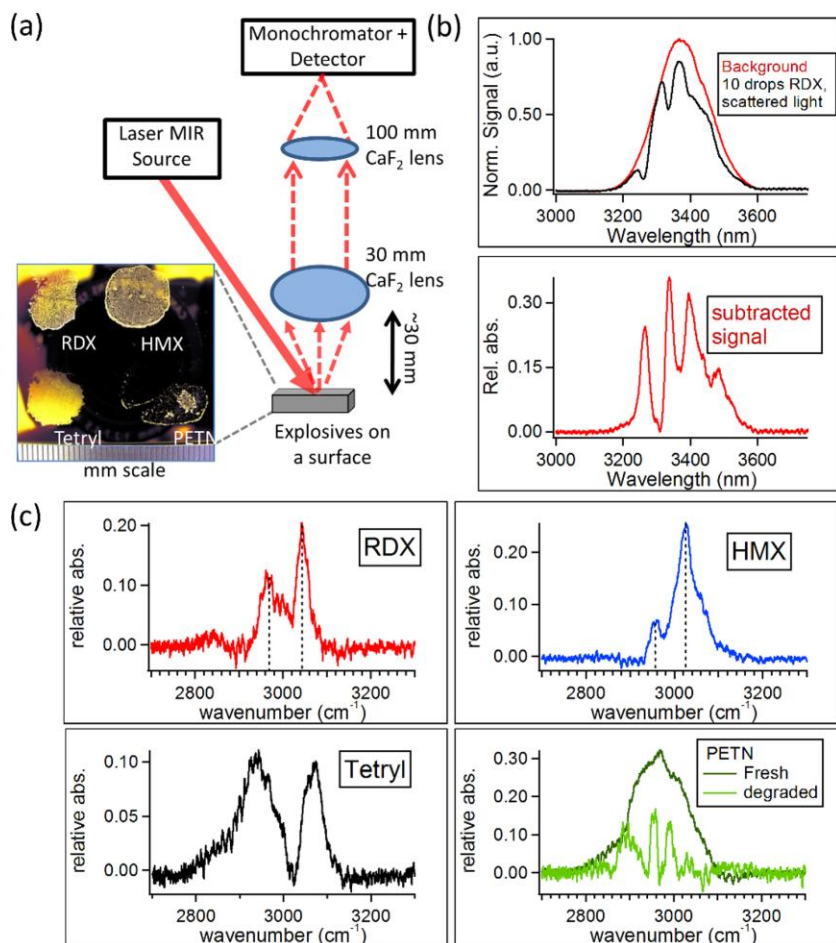 (a)
Monochromator +
Detector
Laser MIR
Source
100 mm
CaF₂ lens
30 mm
CaF₂ lens
~30 mm
RDX
HMX
Tetryl
PETN
mm scale
Explosives on
a surface
(b)
Norm. Signal (a.u.)
1.00
0.50
0.00
Background
10 drops RDX,
scattered light
3000 3200 3400 3600
Wavelength (nm)
Rel. abs.
0.30
0.15
0.00
subtracted
signal
3000 3200 3400 3600
Wavelength (nm)
(c)
relative abs.
0.20
0.10
0.00
RDX
2800 3000 3200
wavenumber (cm⁻¹)
relative abs.
0.20
0.10
0.00
HMX
2800 3000 3200
wavenumber (cm⁻¹)
relative abs.
0.10
0.05
0.00
Tetryl
2800 3000 3200
wavenumber (cm⁻¹)
relative abs.
0.30
0.20
0.10
0.00
PETN
Fresh
degraded
2800 3000 3200
wavenumber (cm⁻¹)